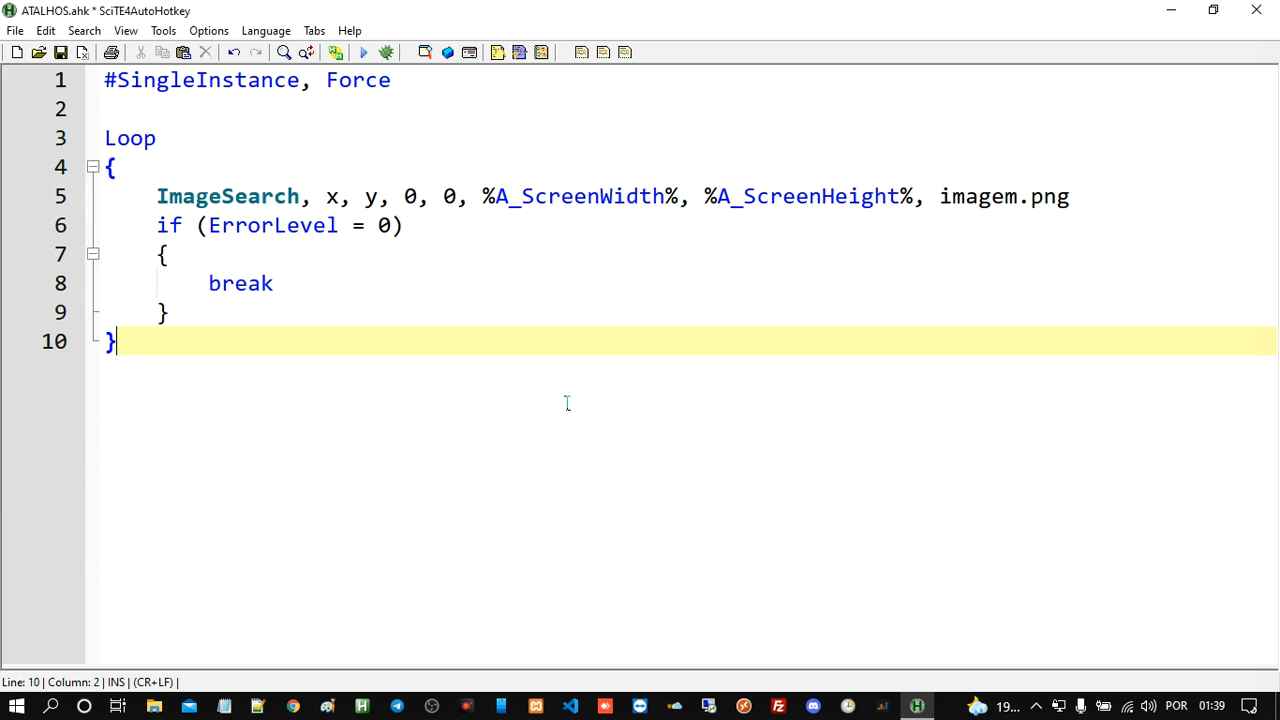 ATALHOS.ahk * SciTE4AutoHotkey
File Edit Search View Tools Options Language Tabs Help
1 #SingleInstance, Force
2
3 Loop
4 {
5 ImageSearch, x, y, 0, 0, %A_ScreenWidth%, %A_ScreenHeight%, imagem.png
6 if (ErrorLevel = 0)
7 {
8 break
9 }
10 }
Line: 10 | Column: 2 | INS | (CR+LF) |
19... POR 01:39